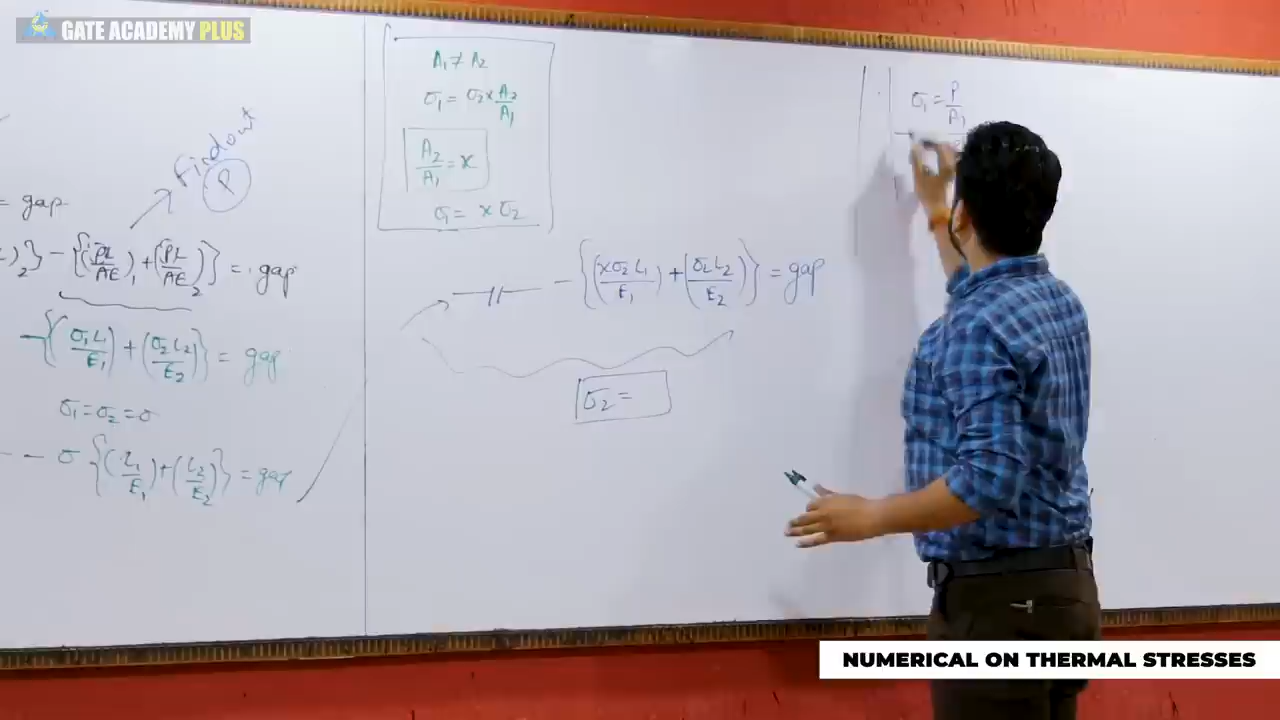 GATE ACADEMY PLUS
Findout
P
= gap
)₂} - {(PL/AE)₁ + (PL/AE)₂} = gap
-{(σ₁L₁/E₁) + (σ₂L₂/E₂)} = gap
σ₁ = σ₂ = σ
- - σ {(L₁/E₁) + (L₂/E₂)} = gap
A₁ ≠ A₂
σ₁ = σ₂ × A₂/A₁
A₂/A₁ = x
σ₁ = x σ₂
—//— - {(xσ₂L₁/E₁) + (σ₂L₂/E₂)} = gap
σ₂ =
σ₁ = P/A₁
NUMERICAL ON THERMAL STRESSES